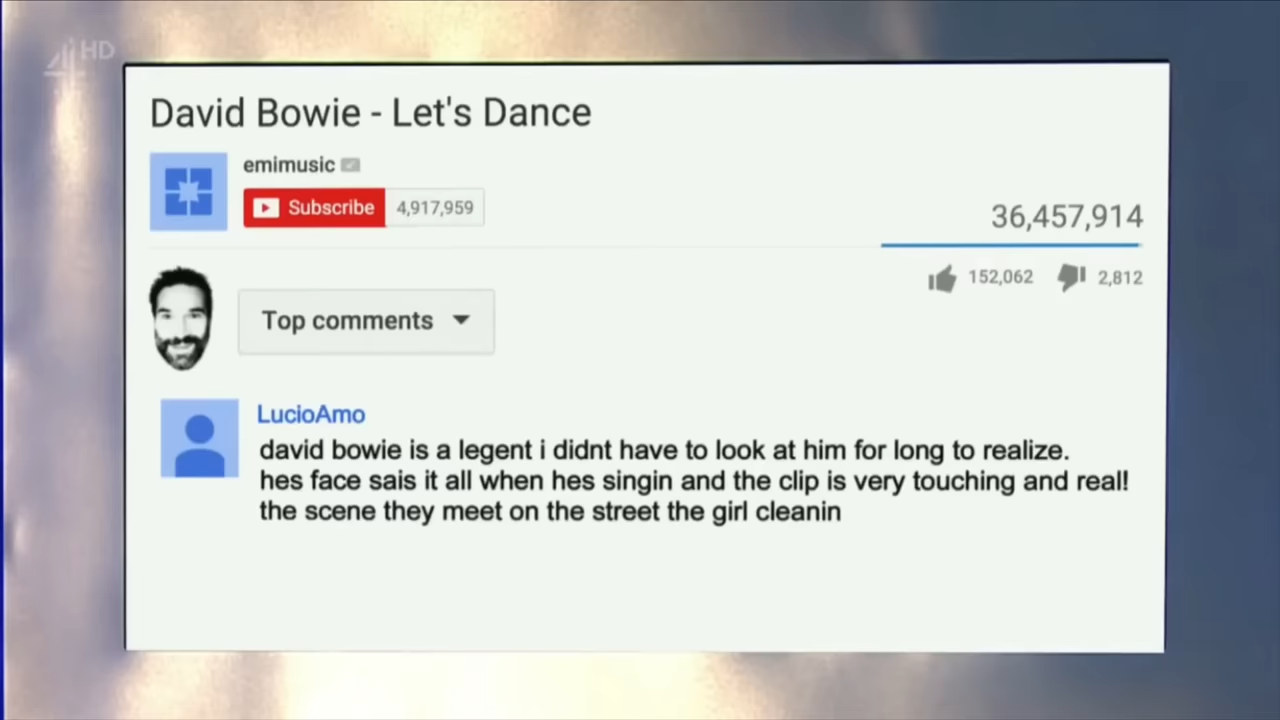 4 HD
David Bowie - Let's Dance
emimusic
Subscribe 4,917,959
36,457,914
152,062 2,812
Top comments
LucioAmo
david bowie is a legent i didnt have to look at him for long to realize.
hes face sais it all when hes singin and the clip is very touching and real!
the scene they meet on the street the girl cleanin